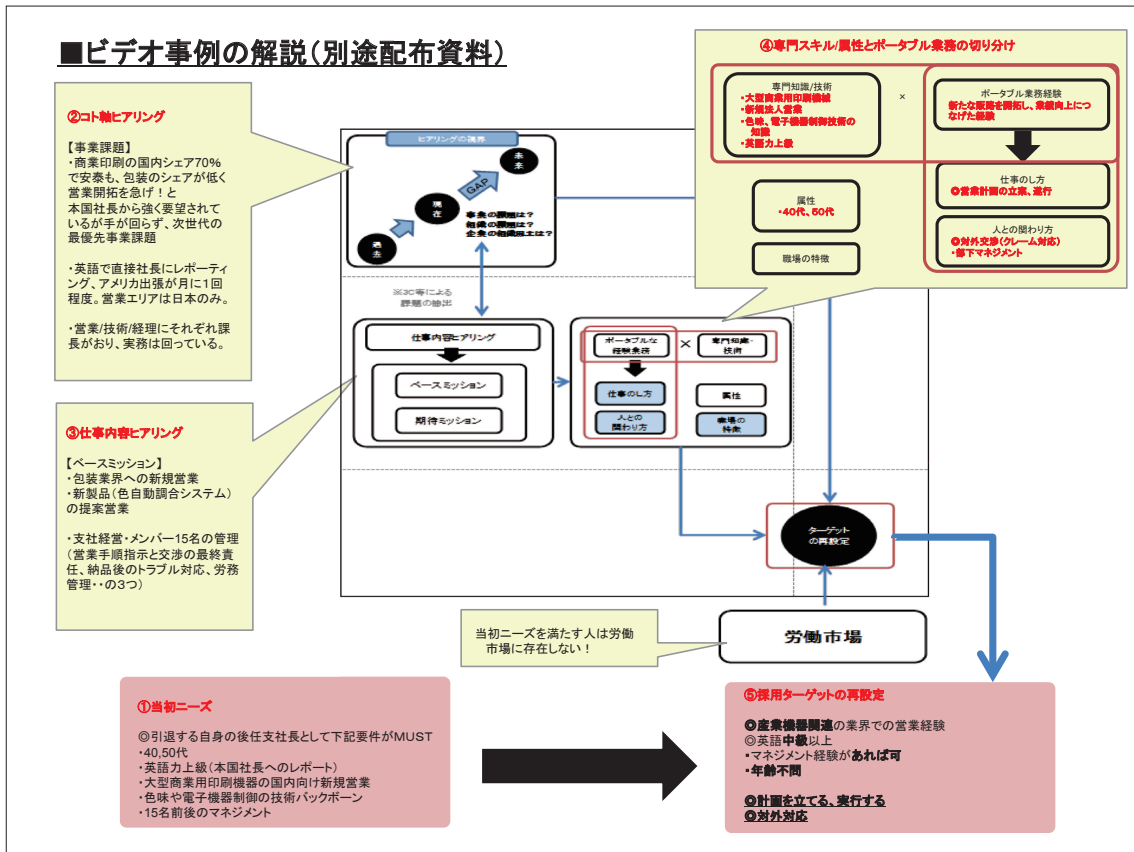 ■ビデオ事例の解説(別途配布資料)
②コト軸ヒアリング
【事業課題】
・商業印刷の国内シェア70%
で安泰も、包装のシェアが低く
営業開拓を急げ!と
本国社長から強く要望されて
いるが手が回らず、次世代の
最優先事業課題
・英語で直接社長にレポーティ
ング、アメリカ出張が月に1回
程度。営業エリアは日本のみ。
・営業/技術/経理にそれぞれ課
長がおり、実務は回っている。
③仕事内容ヒアリング
【ベースミッション】
・包装業界への新規営業
・新製品(色自動調合システム)
の提案営業
・支社経営・メンバー15名の管理
(営業手順指示と交渉の最終責
任、納品後のトラブル対応、労務
管理・・の3つ)
ヒアリングの視界
未来
GAP
現在
過去
事業の課題は?
組織の課題は?
企業の組織風土は?
※3C等による
課題の抽出
仕事内容ヒアリング
ベースミッション
期待ミッション
ポータブルな
経験業務
×
専門知識・
技術
仕事のし方
属性
人との
関わり方
職場の
特徴
④専門スキル/属性とポータブル業務の切り分け
専門知識/技術
・大型商業用印刷機械
・新規法人営業
・色味、電子機器制御技術の
知識
・英語力上級
×
ポータブル業務経験
新たな販路を開拓し、業績向上につ
なげた経験
仕事のし方
◎営業計画の立案、遂行
属性
・40代、50代
人との関わり方
◎対外交渉(クレーム対応)
・部下マネジメント
職場の特徴
ターゲット
の再設定
当初ニーズを満たす人は労働
市場に存在しない!
労働市場
①当初ニーズ
◎引退する自身の後任支社長として下記要件がMUST
・40,50代
・英語力上級(本国社長へのレポート)
・大型商業用印刷機器の国内向け新規営業
・色味や電子機器制御の技術バックボーン
・15名前後のマネジメント
⑤採用ターゲットの再設定
◎産業機器関連の業界での営業経験
◎英語中級以上
・マネジメント経験があれば可
・年齢不問
◎計画を立てる、実行する
◎対外対応